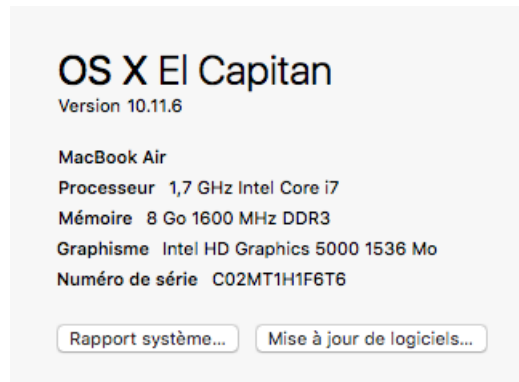 OS X El Capitan
Version 10.11.6
MacBook Air
Processeur 1,7 GHz Intel Core i7
Mémoire 8 Go 1600 MHz DDR3
Graphisme Intel HD Graphics 5000 1536 Mo
Numéro de série C02MT1H1F6T6
Rapport système... Mise à jour de logiciels...